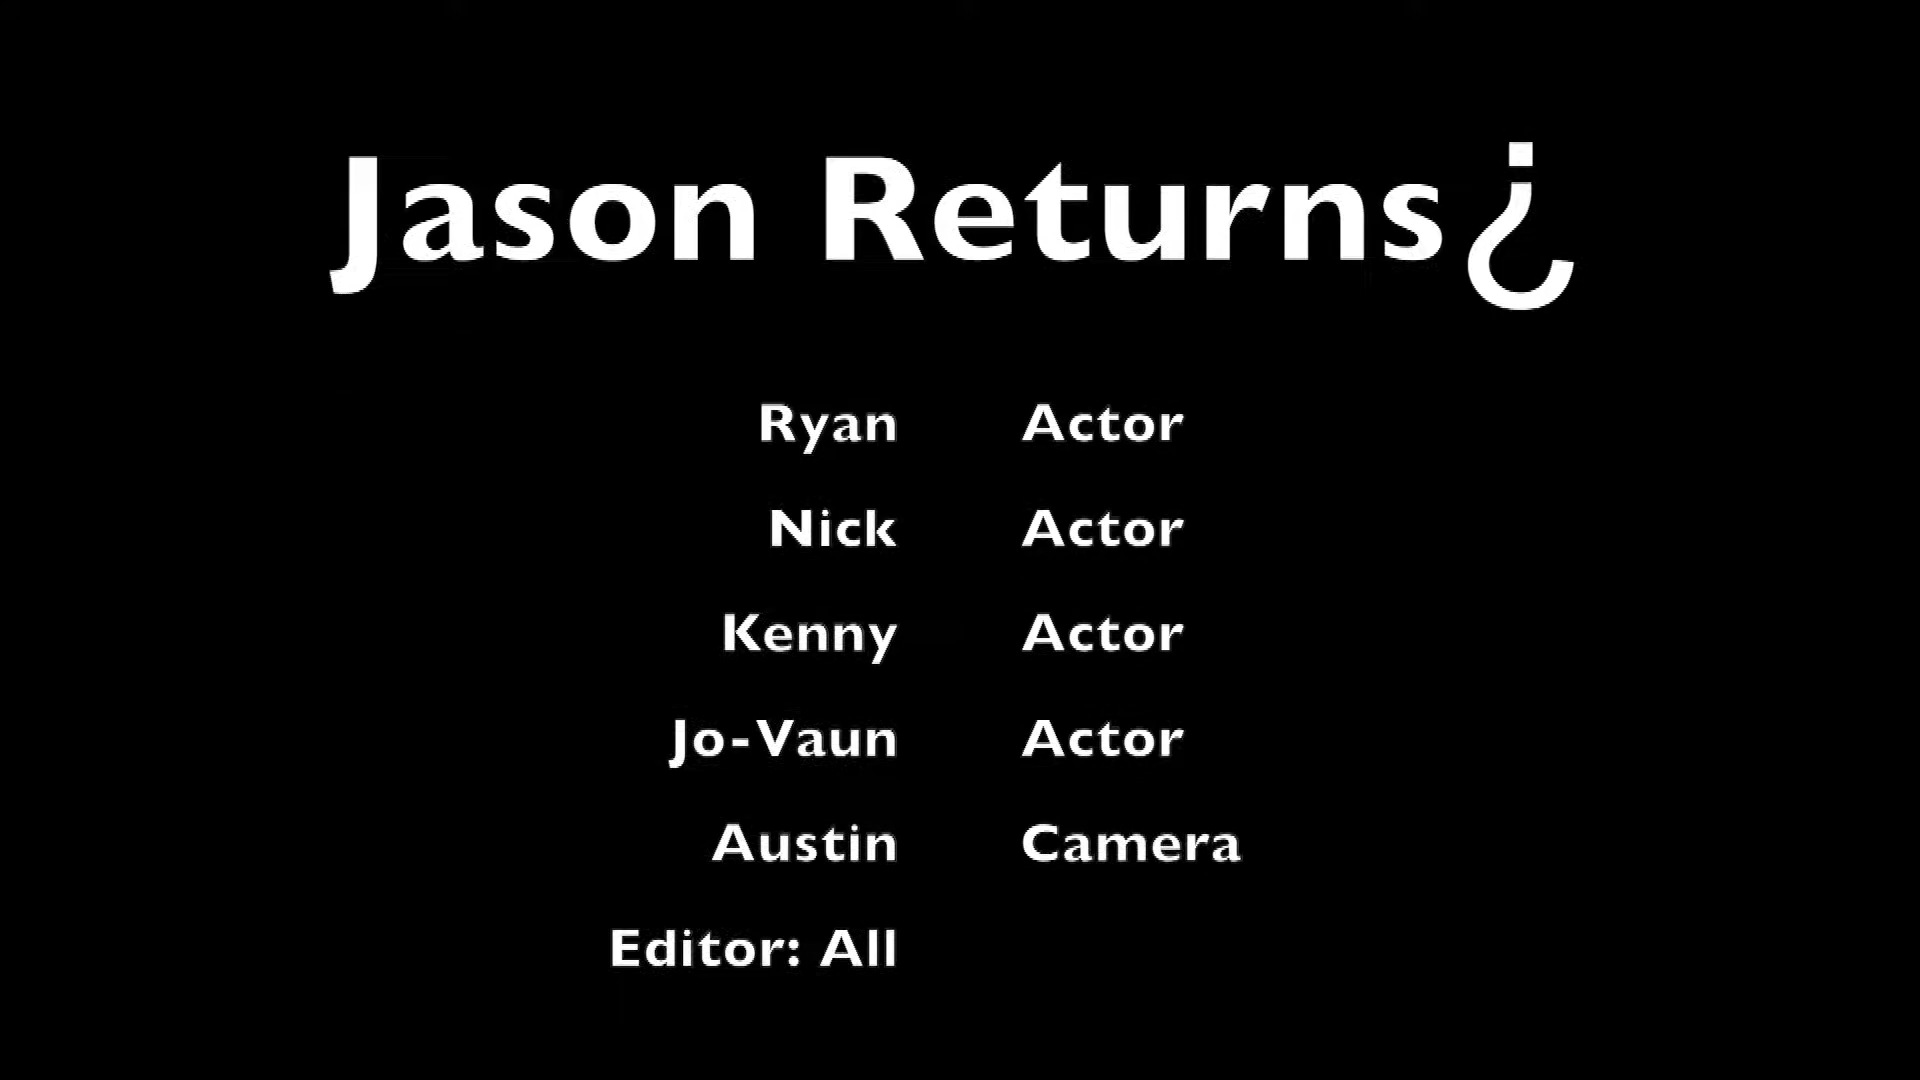 Jason Returns¿
Ryan Actor
Nick Actor
Kenny Actor
Jo-Vaun Actor
Austin Camera
Editor: All